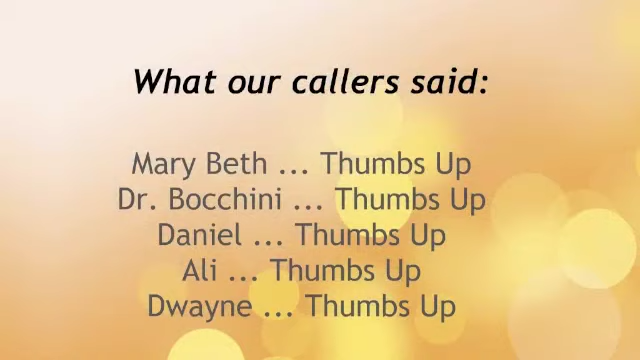 What our callers said:
Mary Beth ... Thumbs Up
Dr. Bocchini ... Thumbs Up
Daniel ... Thumbs Up
Ali ... Thumbs Up
Dwayne ... Thumbs Up